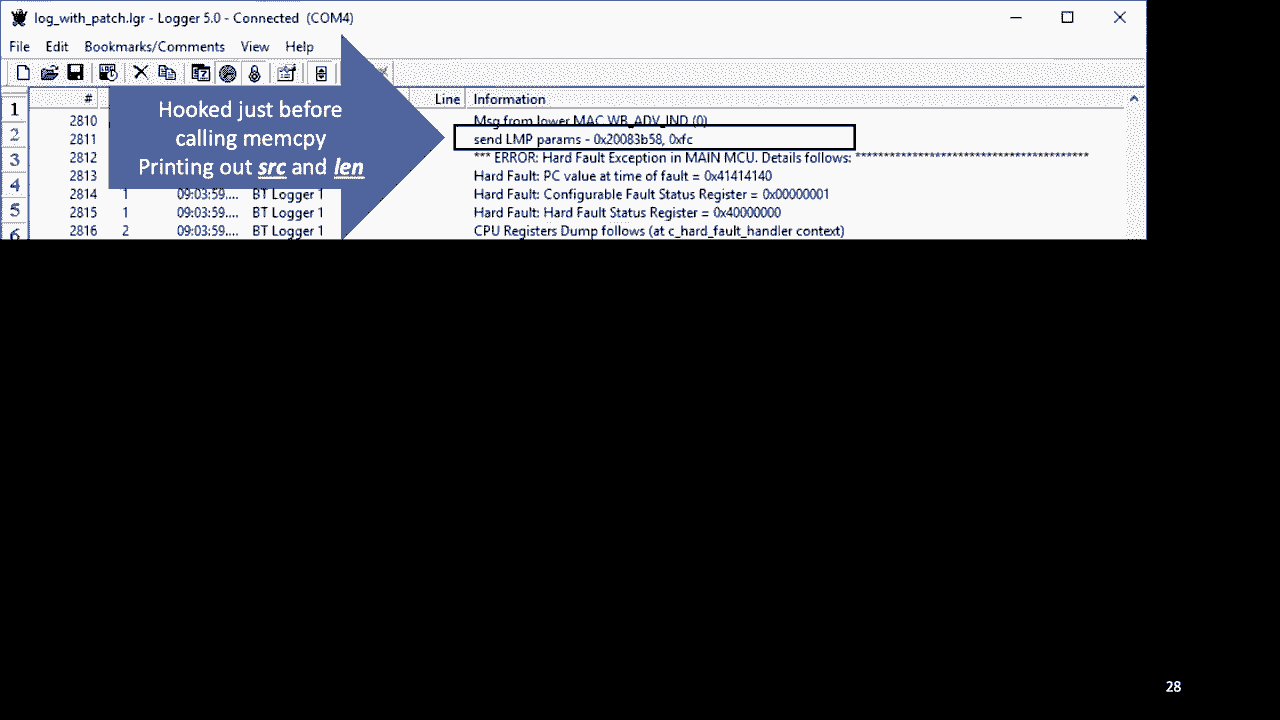 log_with_patch.lgr - Logger 5.0 - Connected (COM4)
File Edit Bookmarks/Comments View Help
# Line Information
1
2
3
4
5
6
Hooked just before
calling memcpy
Printing out src and len
2810 Msg from lower MAC WB_ADV_IND (0)
2811 send LMP params - 0x20083b58, 0xfc
2812 *** ERROR: Hard Fault Exception in MAIN MCU. Details follows: ****************************************
2813 Hard Fault: PC value at time of fault = 0x41414140
2814 1 09:03:59.... BT Logger 1 Hard Fault: Configurable Fault Status Register = 0x00000001
2815 1 09:03:59.... BT Logger 1 Hard Fault: Hard Fault Status Register = 0x40000000
2816 2 09:03:59.... BT Logger 1 CPU Registers Dump follows (at c_hard_fault_handler context)
28